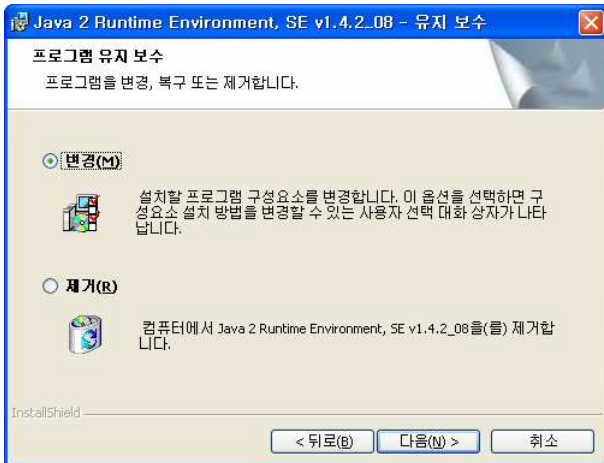 Java 2 Runtime Environment, SE v1.4.2_08 - 유지 보수
프로그램 유지 보수
프로그램을 변경, 복구 또는 제거합니다.
변경(M)
설치할 프로그램 구성요소를 변경합니다. 이 옵션을 선택하면 구
성요소 설치 방법을 변경할 수 있는 사용자 선택 대화 상자가 나타
납니다.
제거(R)
컴퓨터에서 Java 2 Runtime Environment, SE v1.4.2_08을(를) 제거합
니다.
InstallShield
< 뒤로(B) 다음(N) > 취소